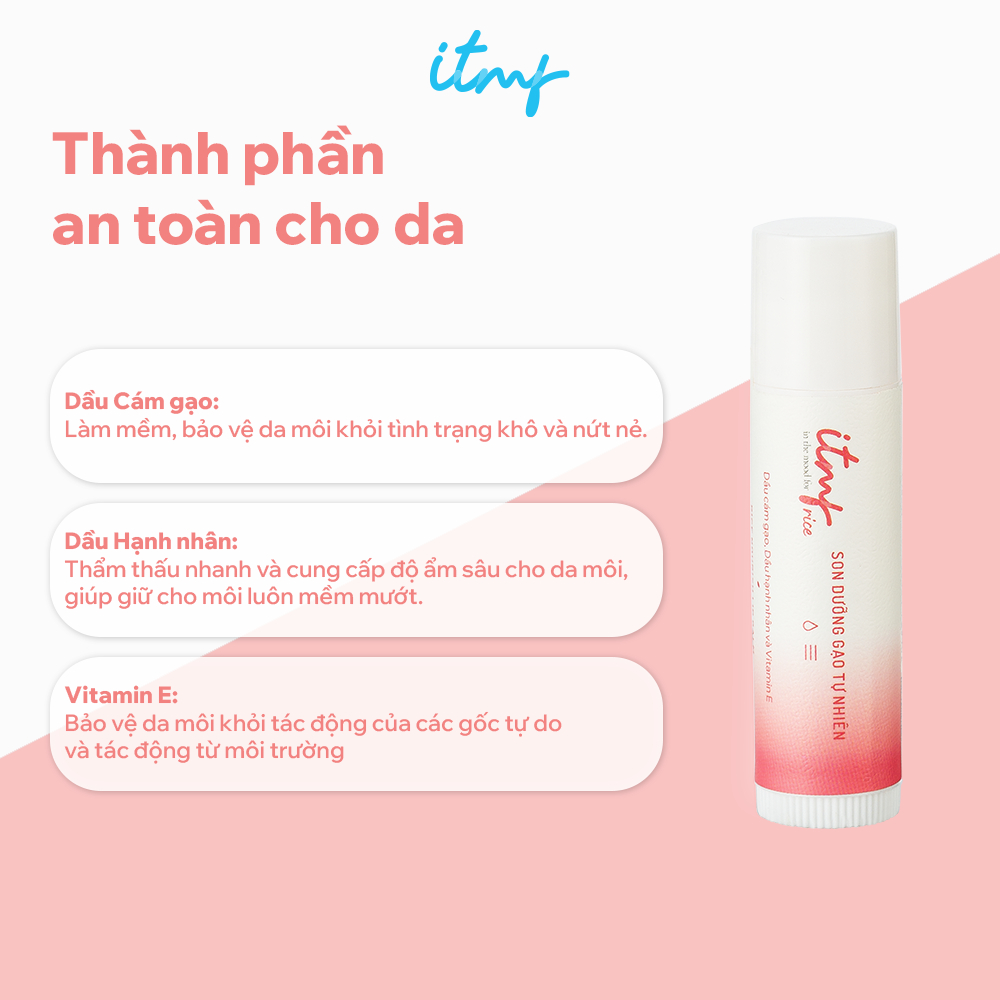 itmf
Thành phần
an toàn cho da
Dầu Cám gạo:
Làm mềm, bảo vệ da môi khỏi tình trạng khô và nứt nẻ.
Dầu Hạnh nhân:
Thẩm thấu nhanh và cung cấp độ ẩm sâu cho da môi,
giúp giữ cho môi luôn mềm mướt.
Vitamin E:
Bảo vệ da môi khỏi tác động của các gốc tự do
và tác động từ môi trường
itmf
in the mood for
rice
SON DƯỠNG GẠO TỰ NHIÊN
Dầu cám gạo, Dầu hạnh nhân và Vitamin E